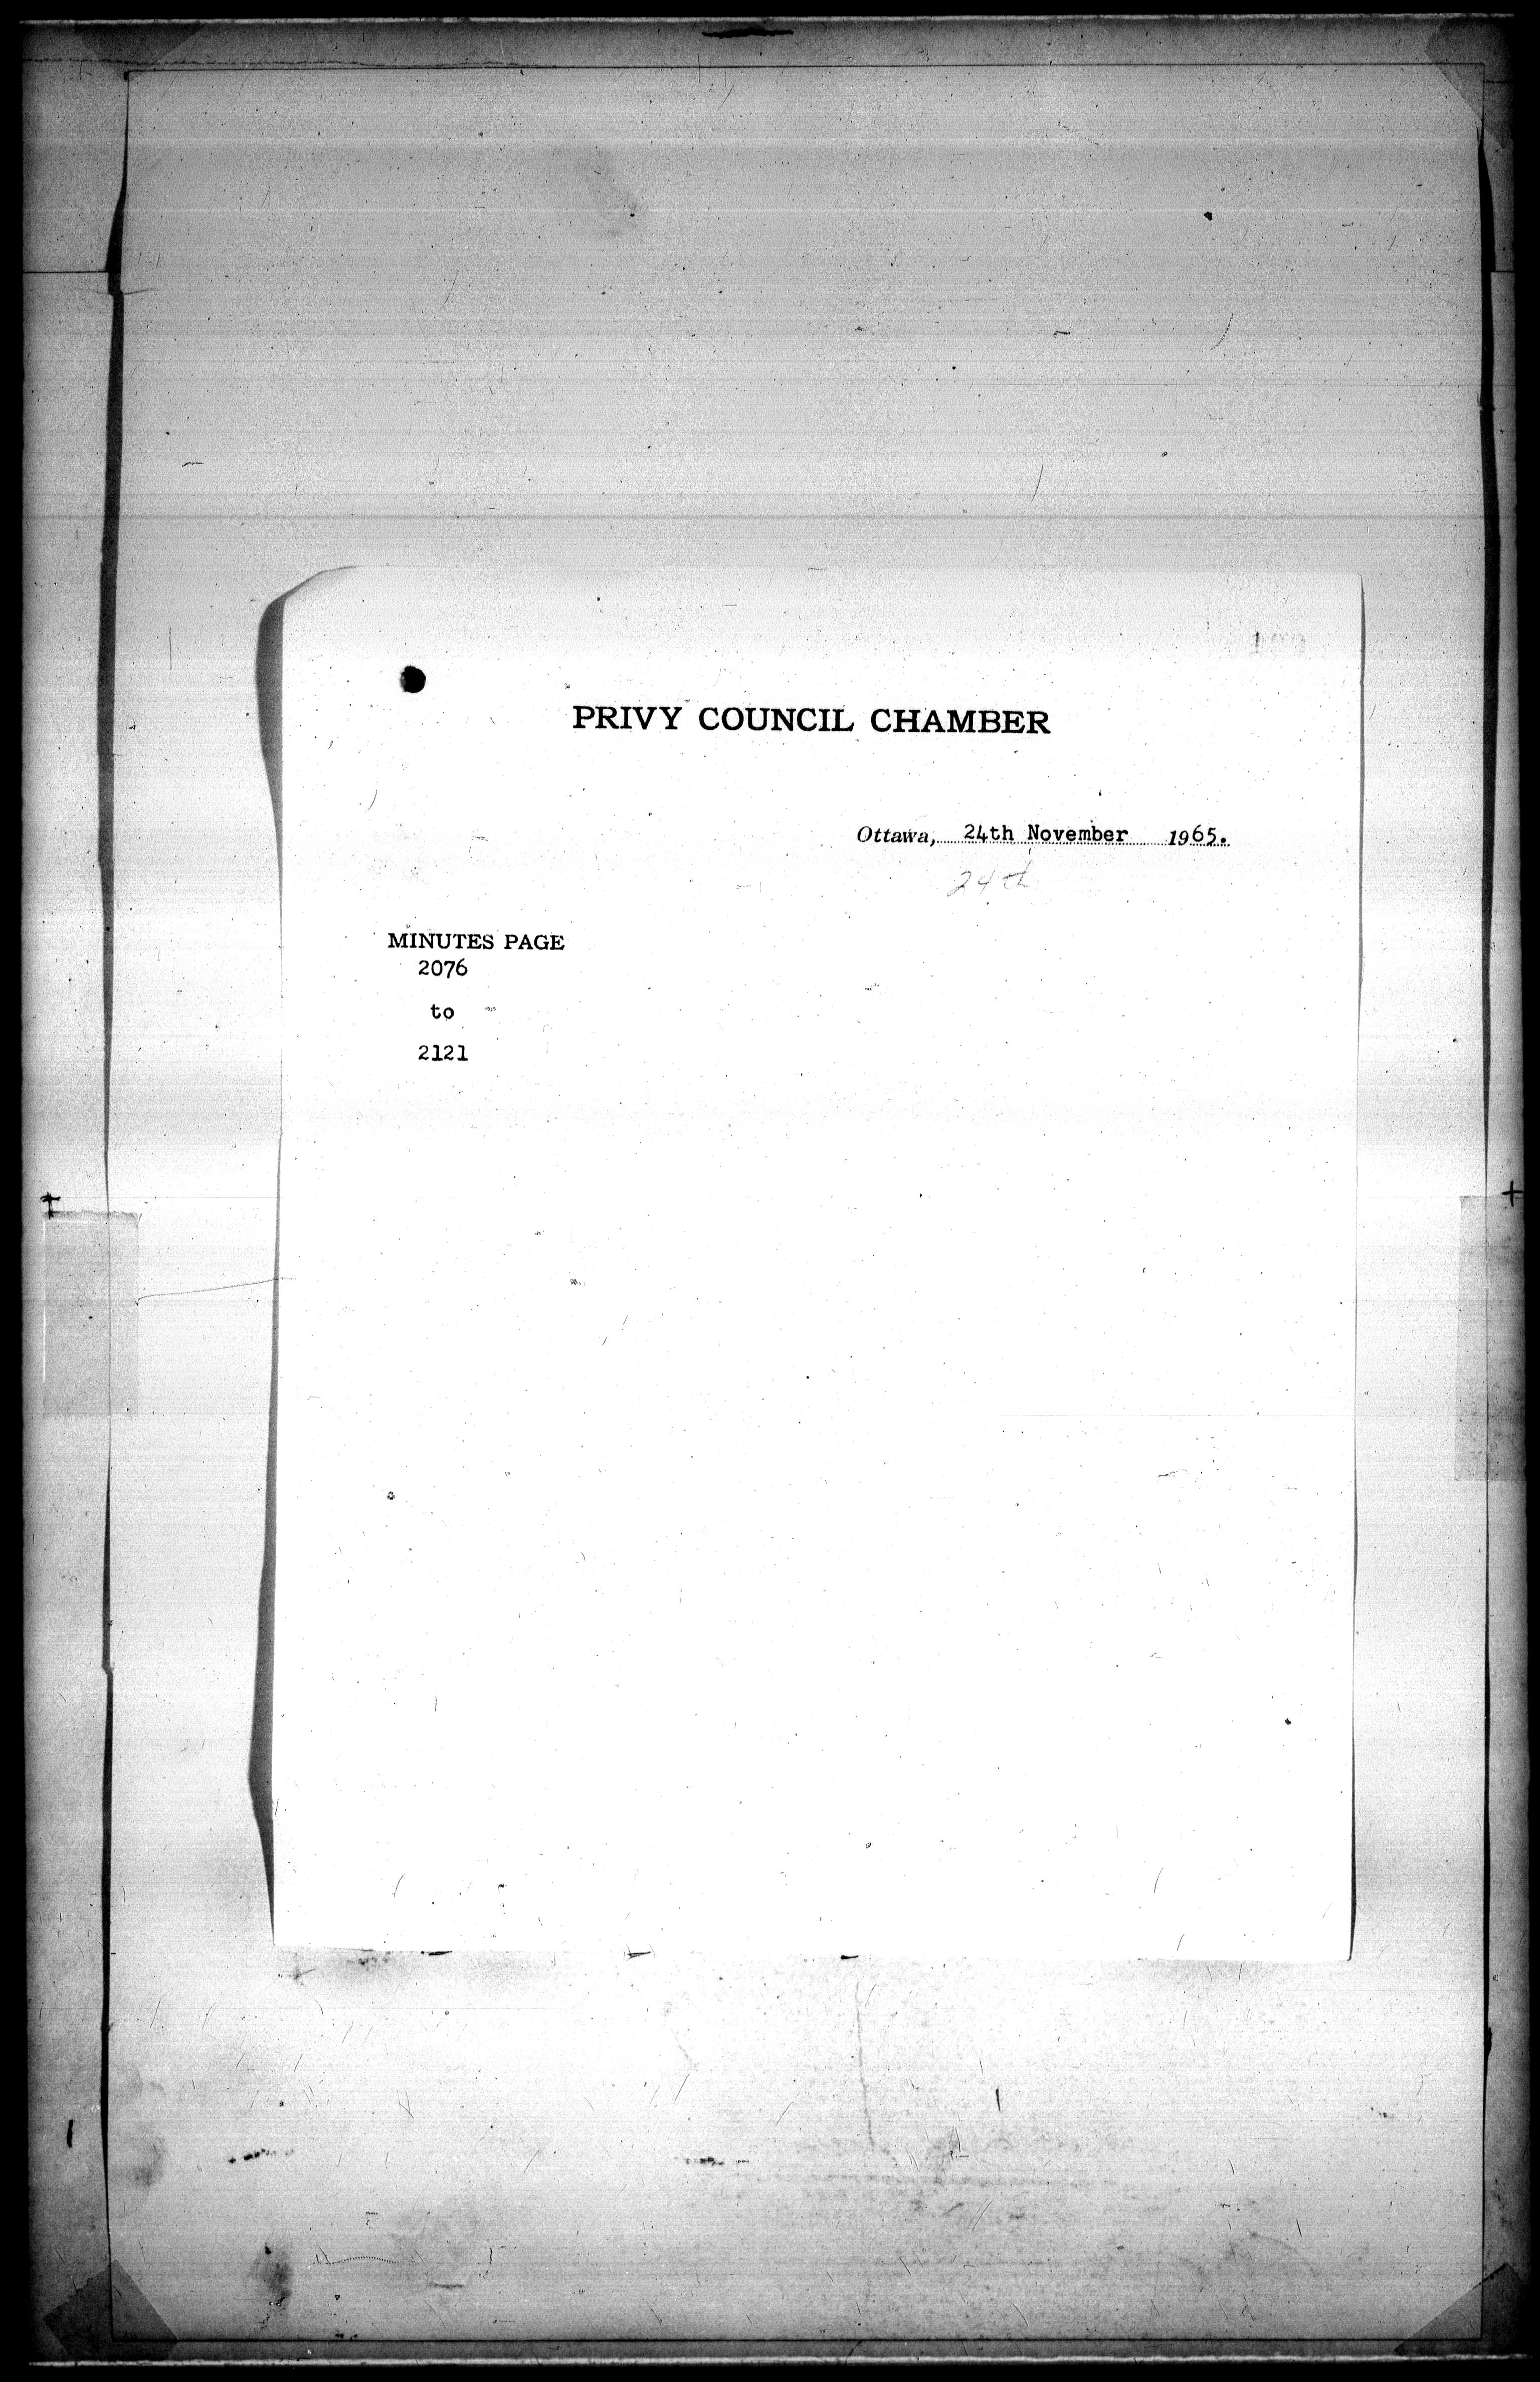 PRIVY COUNCIL CHAMBER
Ottawa, 24th November 1965.
24th
MINUTES PAGE
2076
to
2121